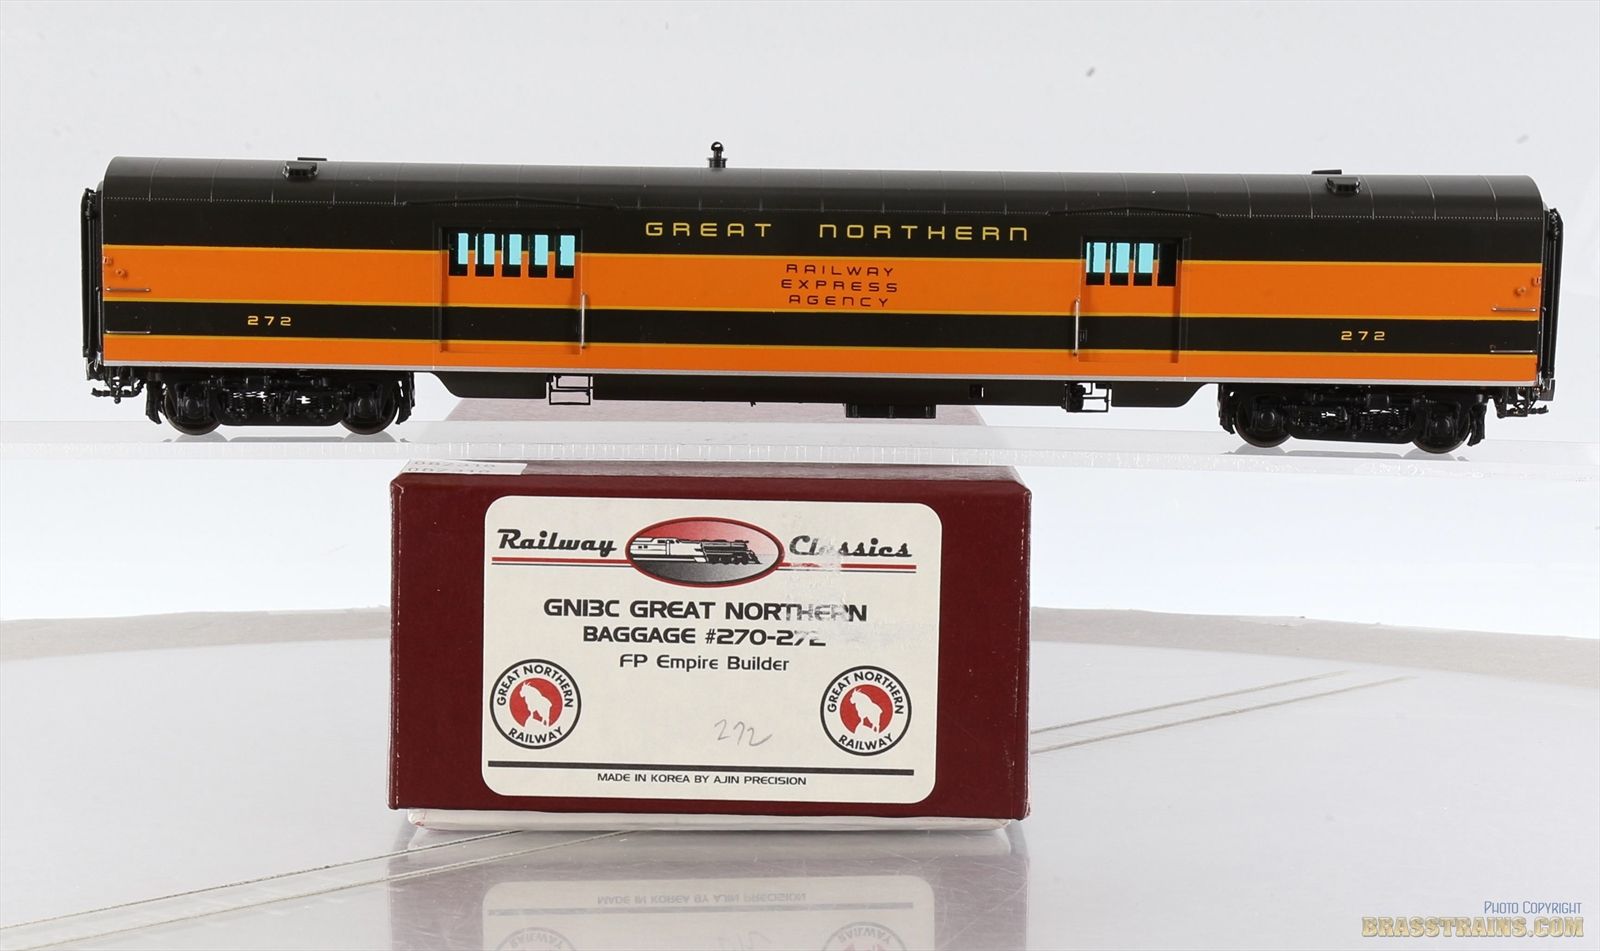 GREAT NORTHERN
RAILWAY
EXPRESS
AGENCY
272
272
Railway Classics
GN13C GREAT NORTHERN
BAGGAGE #270-272
FP Empire Builder
GREAT NORTHERN
RAILWAY
GREAT NORTHERN
RAILWAY
272
MADE IN KOREA BY AJIN PRECISION
PHOTO COPYRIGHT
BRASSTRAINS.COM